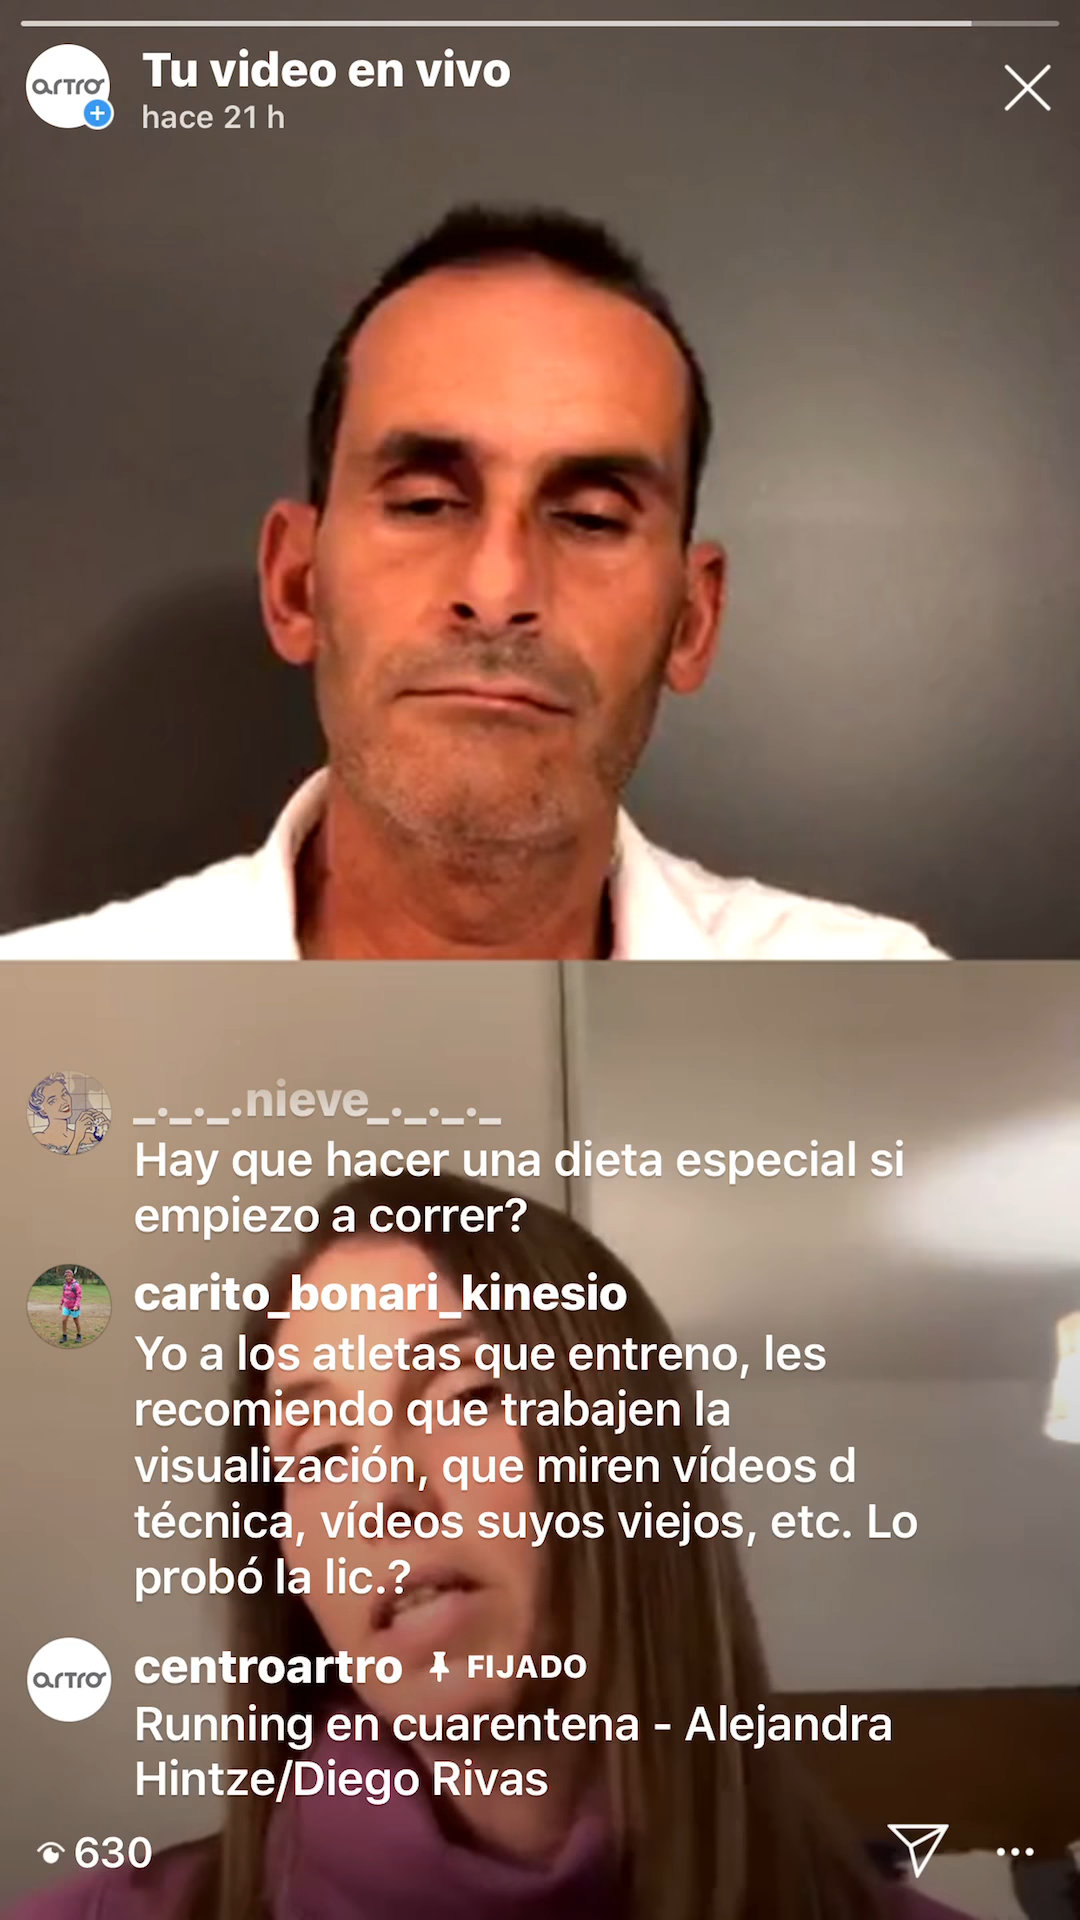 artro
Tu video en vivo
hace 21 h
_._._.nieve_._._._
Hay que hacer una dieta especial si
empiezo a correr?
carito_bonari_kinesio
Yo a los atletas que entreno, les
recomiendo que trabajen la
visualización, que miren vídeos d
técnica, vídeos suyos viejos, etc. Lo
probó la lic.?
artro
centroartro FIJADO
Running en cuarentena - Alejandra
Hintze/Diego Rivas
630